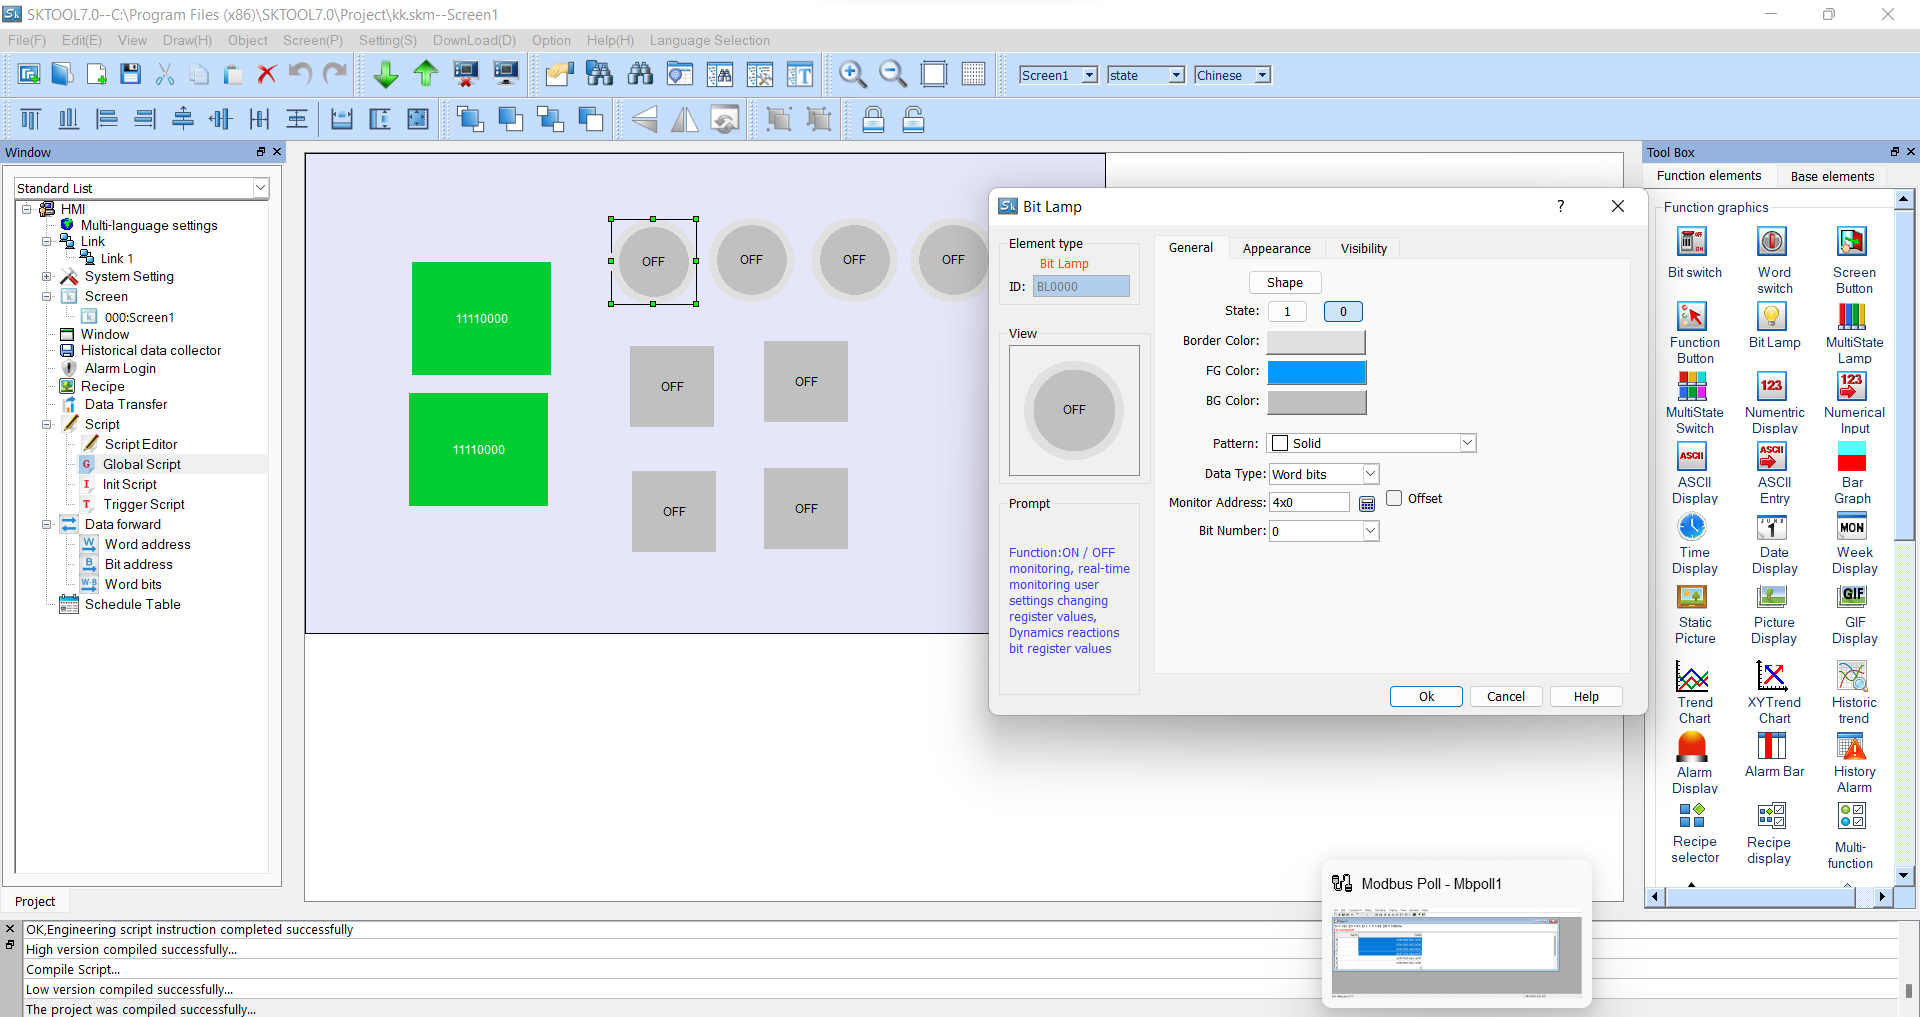 SKTOOL7.0--C:\Program Files (x86)\SKTOOL7.0\Project\kk.skm--Screen1
File(F) Edit(E) View Draw(H) Object Screen(P) Setting(S) DownLoad(D) Option Help(H) Language Selection
Screen1 state Chinese
Window
Standard List
HMI
Multi-language settings
Link
Link 1
System Setting
Screen
000:Screen1
Window
Historical data collector
Alarm Login
Recipe
Data Transfer
Script
Script Editor
Global Script
Init Script
Trigger Script
Data forward
Word address
Bit address
Word bits
Schedule Table
Project
OFF OFF OFF OFF
11110000
OFF OFF
11110000
OFF OFF
Bit Lamp
?
Element type
Bit Lamp
ID: BL0000
View
OFF
Prompt
Function:ON / OFF
monitoring, real-time
monitoring user
settings changing
register values,
Dynamics reactions
bit register values
General Appearance Visibility
Shape
State: 1 0
Border Color:
FG Color:
BG Color:
Pattern: Solid
Data Type: Word bits
Monitor Address: 4x0 Offset
Bit Number: 0
Ok Cancel Help
Tool Box
Function elements Base elements
Function graphics
Bit switch
Word
switch
Screen
Button
Function
Button
Bit Lamp
MultiState
Lamp
MultiState
Switch
Numentric
Display
Numerical
Input
ASCII
Display
ASCII
Entry
Bar
Graph
Time
Display
Date
Display
Week
Display
Static
Picture
Picture
Display
GIF
Display
Trend
Chart
XYTrend
Chart
Historic
trend
Alarm
Display
Alarm Bar
History
Alarm
Recipe
selector
Recipe
display
Multi-
function
Modbus Poll - Mbpoll1
OK,Engineering script instruction completed successfully
High version compiled successfully...
Compile Script...
Low version compiled successfully...
The project was compiled successfully...